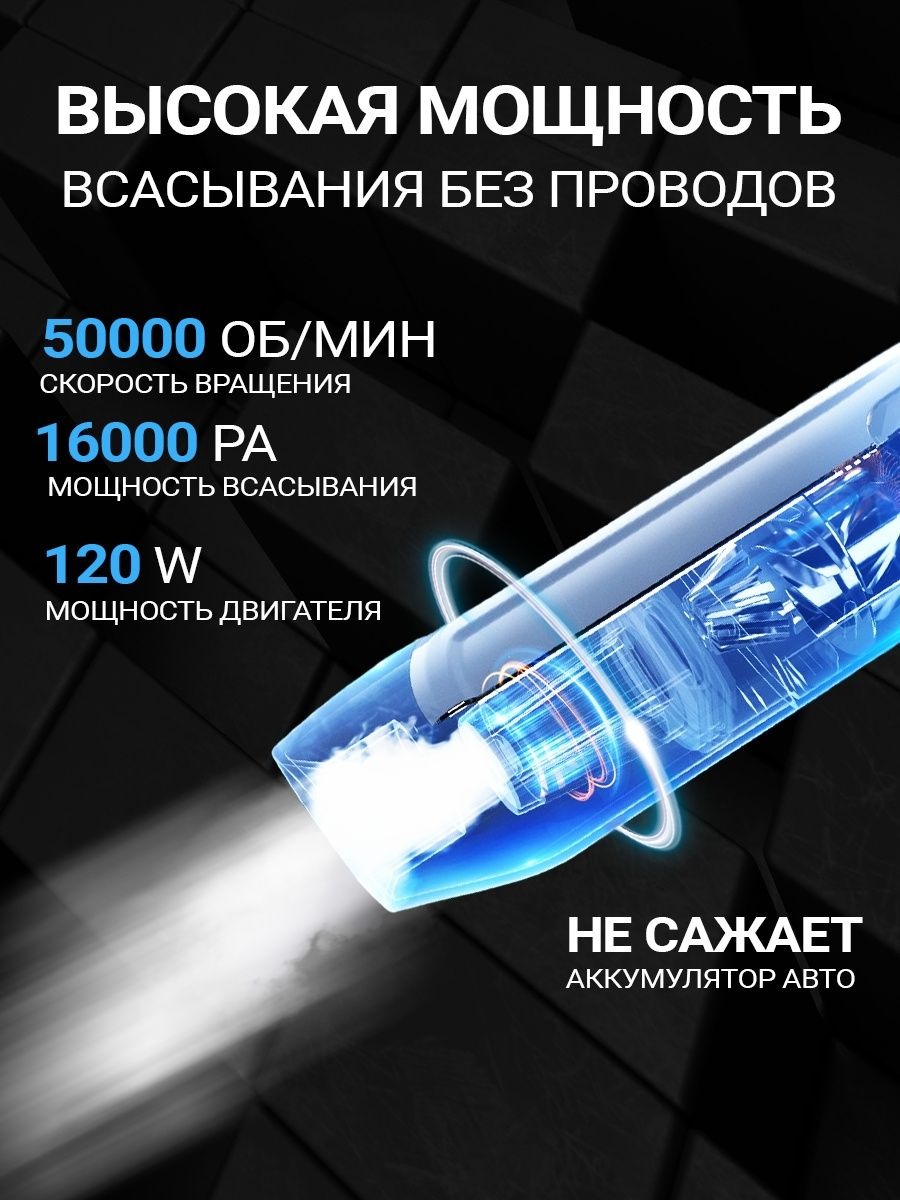 ВЫСОКАЯ МОЩНОСТЬ
ВСАСЫВАНИЯ БЕЗ ПРОВОДОВ
50000 ОБ/МИН
СКОРОСТЬ ВРАЩЕНИЯ
16000 PA
МОЩНОСТЬ ВСАСЫВАНИЯ
120 W
МОЩНОСТЬ ДВИГАТЕЛЯ
НЕ САЖАЕТ
АККУМУЛЯТОР АВТО